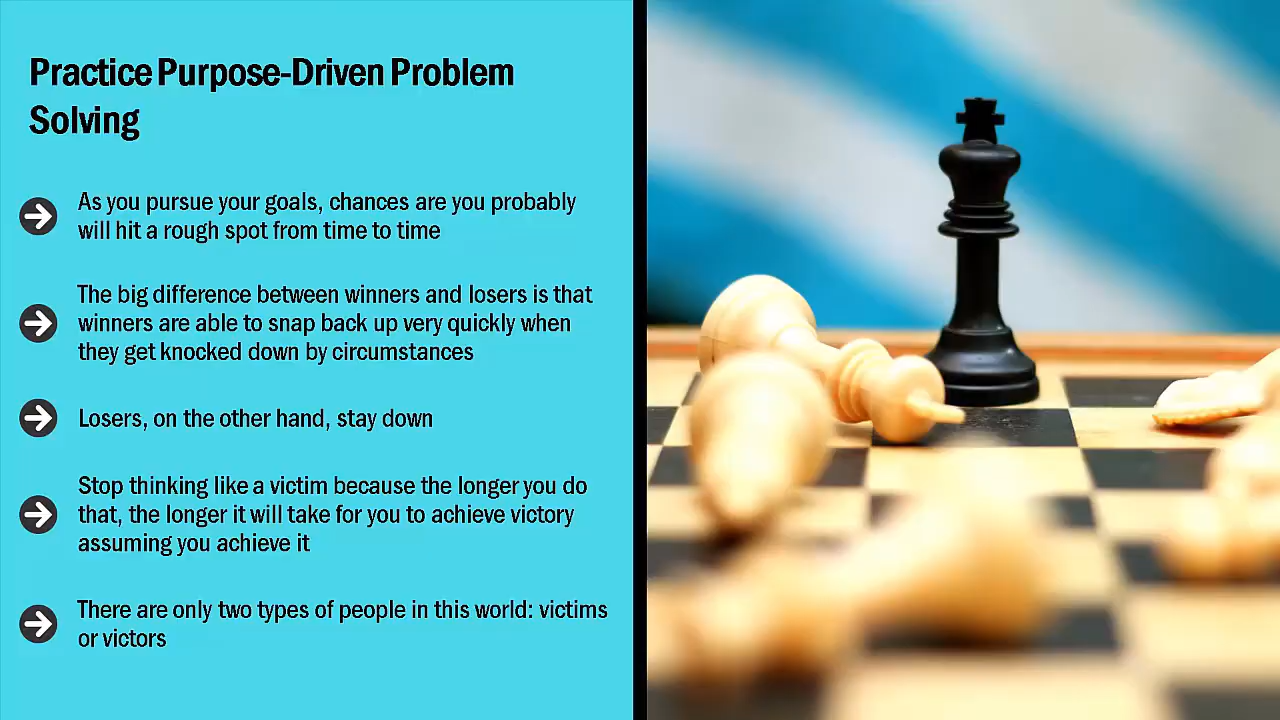 Practice Purpose-Driven Problem
Solving
As you pursue your goals, chances are you probably
will hit a rough spot from time to time
The big difference between winners and losers is that
winners are able to snap back up very quickly when
they get knocked down by circumstances
Losers, on the other hand, stay down
Stop thinking like a victim because the longer you do
that, the longer it will take for you to achieve victory
assuming you achieve it
There are only two types of people in this world: victims
or victors